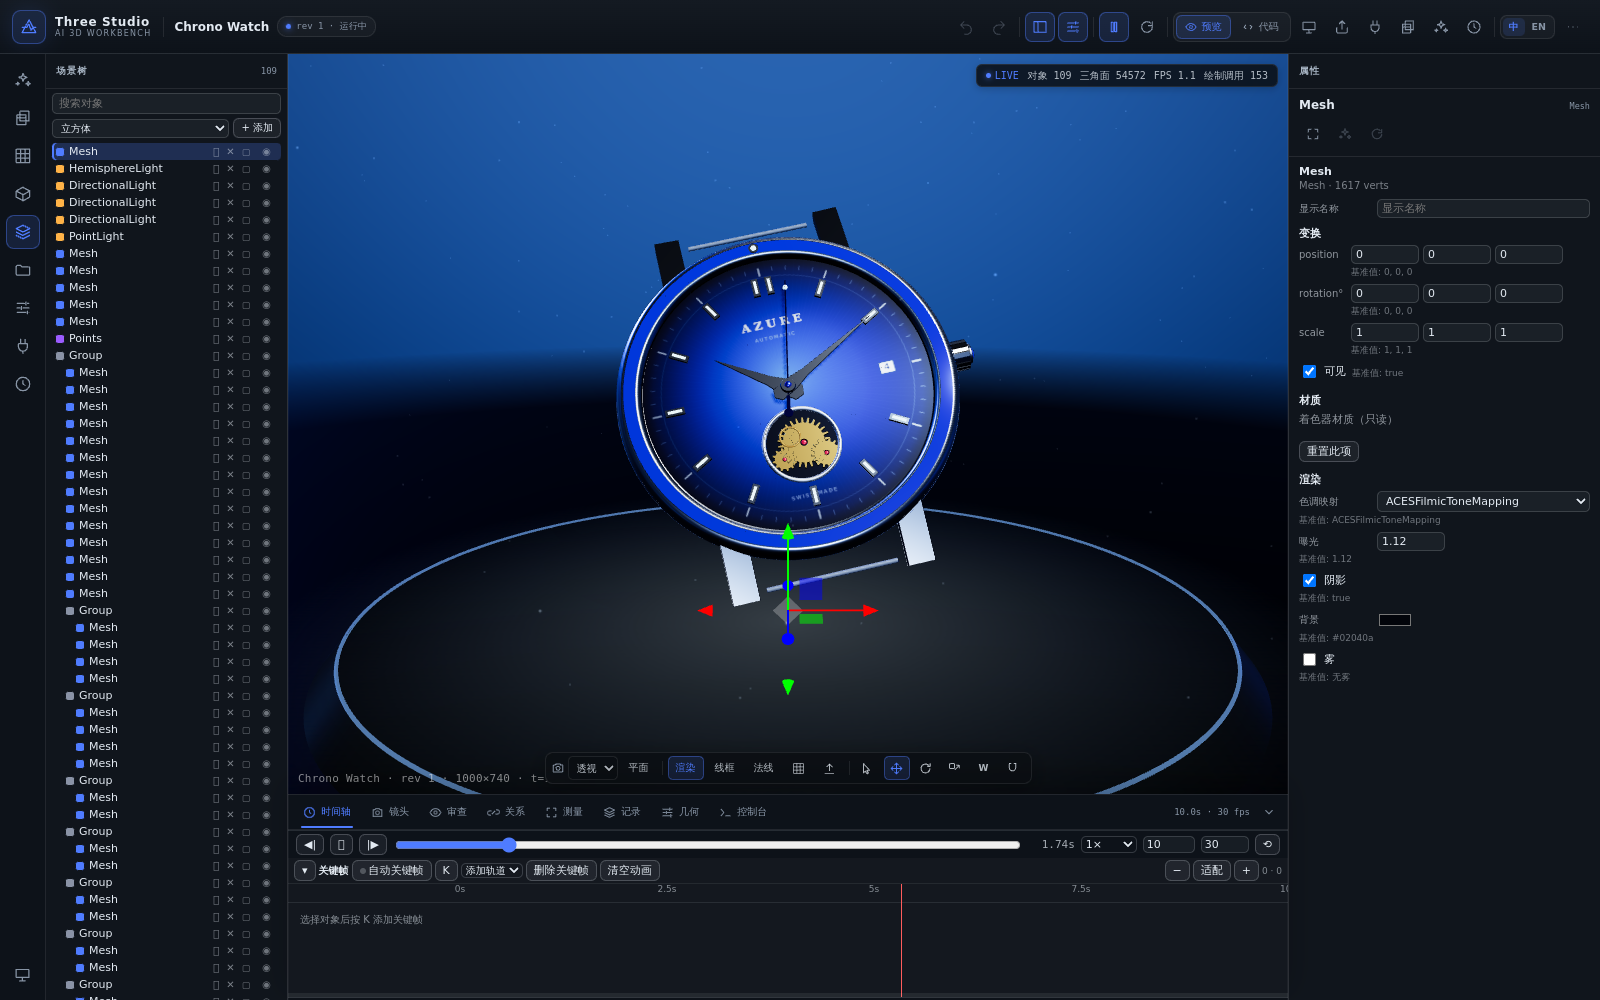 Three Studio
AI 3D WORKBENCH
Chrono Watch
rev 1 · 运行中
预览
代码
中
EN
场景树
109
搜索对象
立方体
+ 添加
Mesh
HemisphereLight
DirectionalLight
DirectionalLight
DirectionalLight
PointLight
Mesh
Mesh
Mesh
Mesh
Mesh
Points
Group
Mesh
Mesh
Mesh
Mesh
Mesh
Mesh
Mesh
Mesh
Mesh
Mesh
Mesh
Mesh
Mesh
Mesh
Group
Mesh
Mesh
Mesh
Mesh
Group
Mesh
Mesh
Mesh
Mesh
Group
Mesh
Mesh
Group
Mesh
Mesh
Group
Mesh
Mesh
Group
Mesh
Mesh
Group
LIVE 对象 109 三角面 54572 FPS 1.1 绘制调用 153
AZURE
AUTOMATIC
4
SWISS MADE
Chrono Watch · rev 1 · 1000×740 · t=
透视
平面
渲染
线框
法线
W
时间轴
镜头
审查
关系
测量
记录
几何
控制台
10.0s · 30 fps
1.74s
1×
10
30
关键帧
自动关键帧
K
添加轨道
删除关键帧
清空动画
−
适配
+
0 · 0
0s
2.5s
5s
7.5s
选择对象后按 K 添加关键帧
属性
Mesh
Mesh
Mesh
Mesh · 1617 verts
显示名称
显示名称
变换
position 0 0 0
基准值: 0, 0, 0
rotation° 0 0 0
基准值: 0, 0, 0
scale 1 1 1
基准值: 1, 1, 1
可见 基准值: true
材质
着色器材质（只读）
重置此项
渲染
色调映射 ACESFilmicToneMapping
基准值: ACESFilmicToneMapping
曝光 1.12
基准值: 1.12
阴影
基准值: true
背景
基准值: #02040a
雾
基准值: 无雾